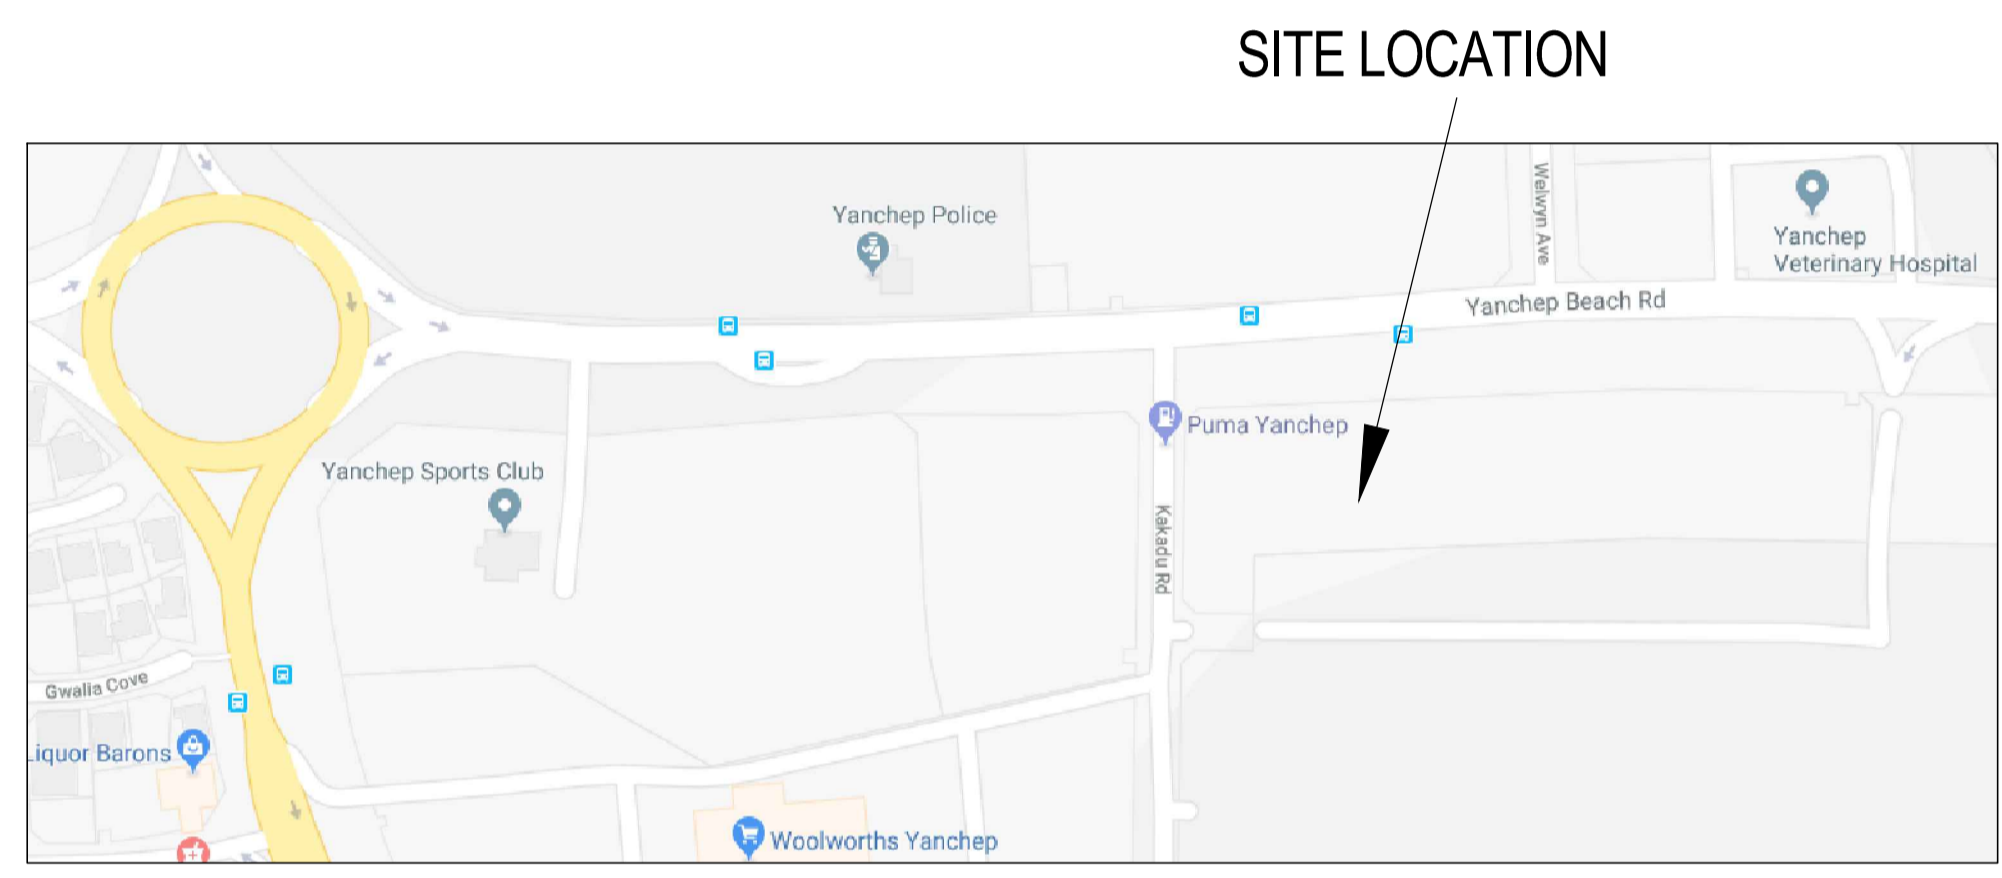 SITE LOCATION
Yanchep Police
Welwyn Ave
Yanchep
Veterinary Hospital
Yanchep Beach Rd
Puma Yanchep
Yanchep Sports Club
Kakadu Rd
Gwalia Cove
Liquor Barons
Woolworths Yanchep